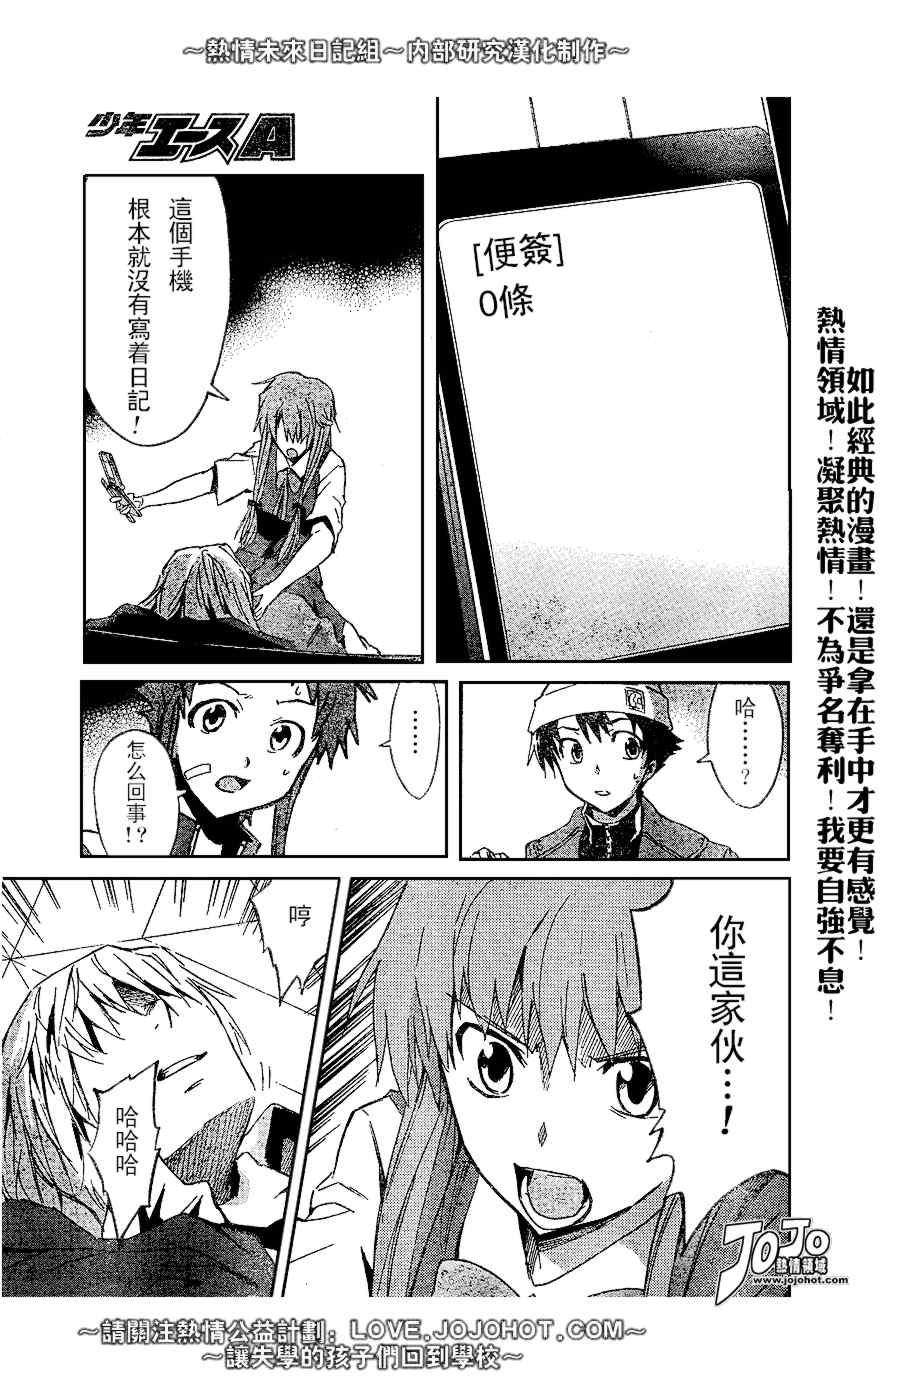 ～熱情未來日記組～內部研究漢化制作～
少年エースA
[便簽]
0條
這個手機
根本就沒有寫着日記！
哈……？
……
怎么回事！？
你這家伙…！
哼
哈哈哈
如此經典的漫畫！還是拿在手中才更有感覺！
熱情領域！凝聚熱情！不為爭名奪利！我要自強不息！
JOJO
熱情領域
www.jojohot.com
～請關注熱情公益計劃：LOVE.JOJOHOT.COM～
～讓失學的孩子們回到學校～